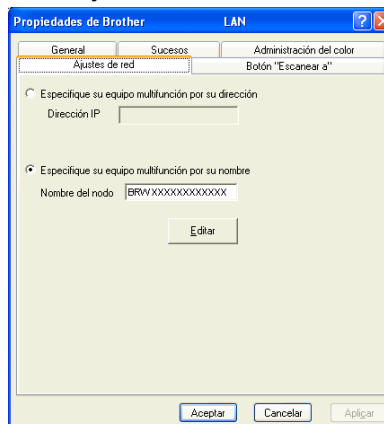 Propiedades de Brother LAN
General Sucesos Administración del color
Ajustes de red Botón "Escanear a"
Especifique su equipo multifunción por su dirección
Dirección IP
Especifique su equipo multifunción por su nombre
Nombre del nodo BRWXXXXXXXXXXXX
Editar
Aceptar Cancelar Aplicar